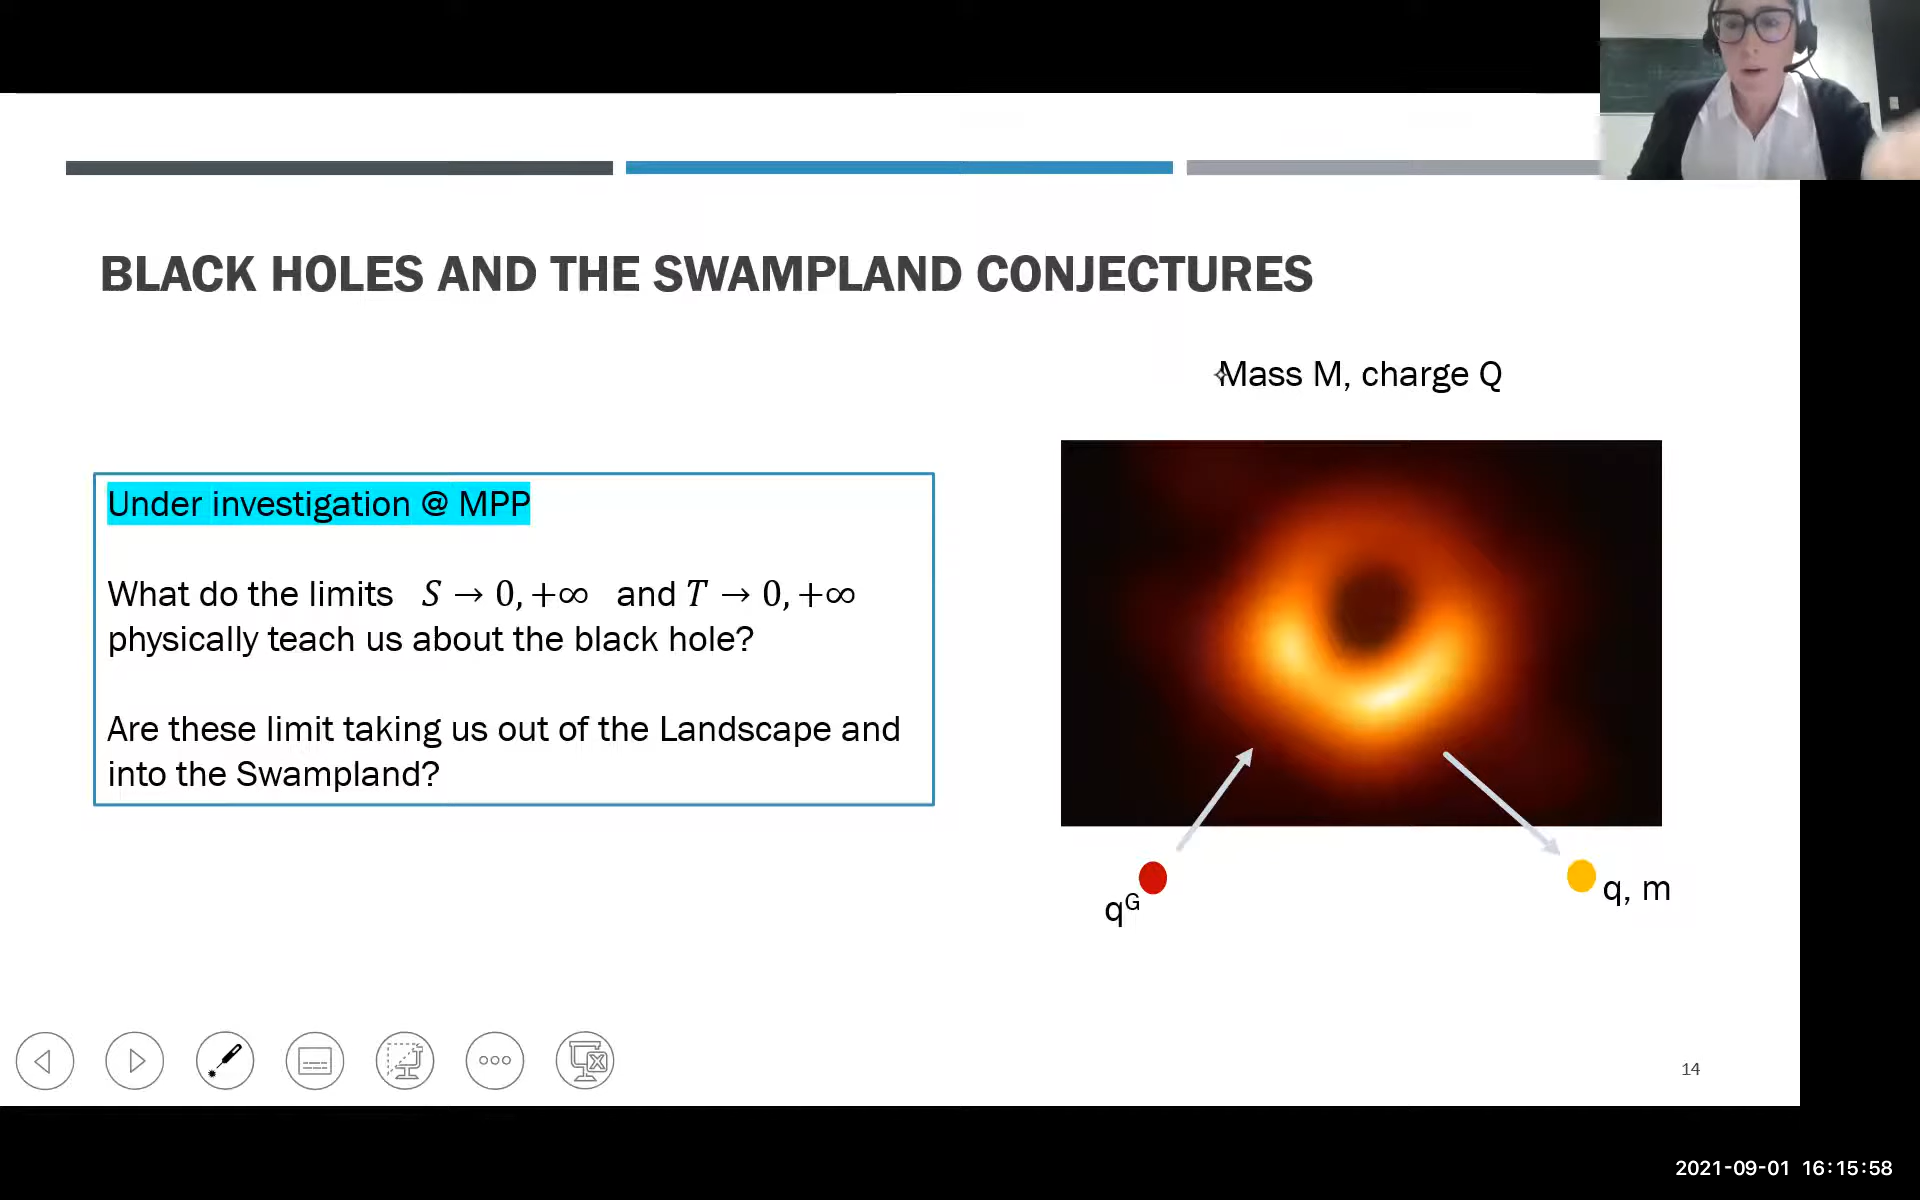 BLACK HOLES AND THE SWAMPLAND CONJECTURES
Mass M, charge Q
Under investigation @ MPP
What do the limits S → 0, +∞ and T → 0, +∞
physically teach us about the black hole?
Are these limit taking us out of the Landscape and
into the Swampland?
qᴳ
q, m
14
2021-09-01 16:15:58